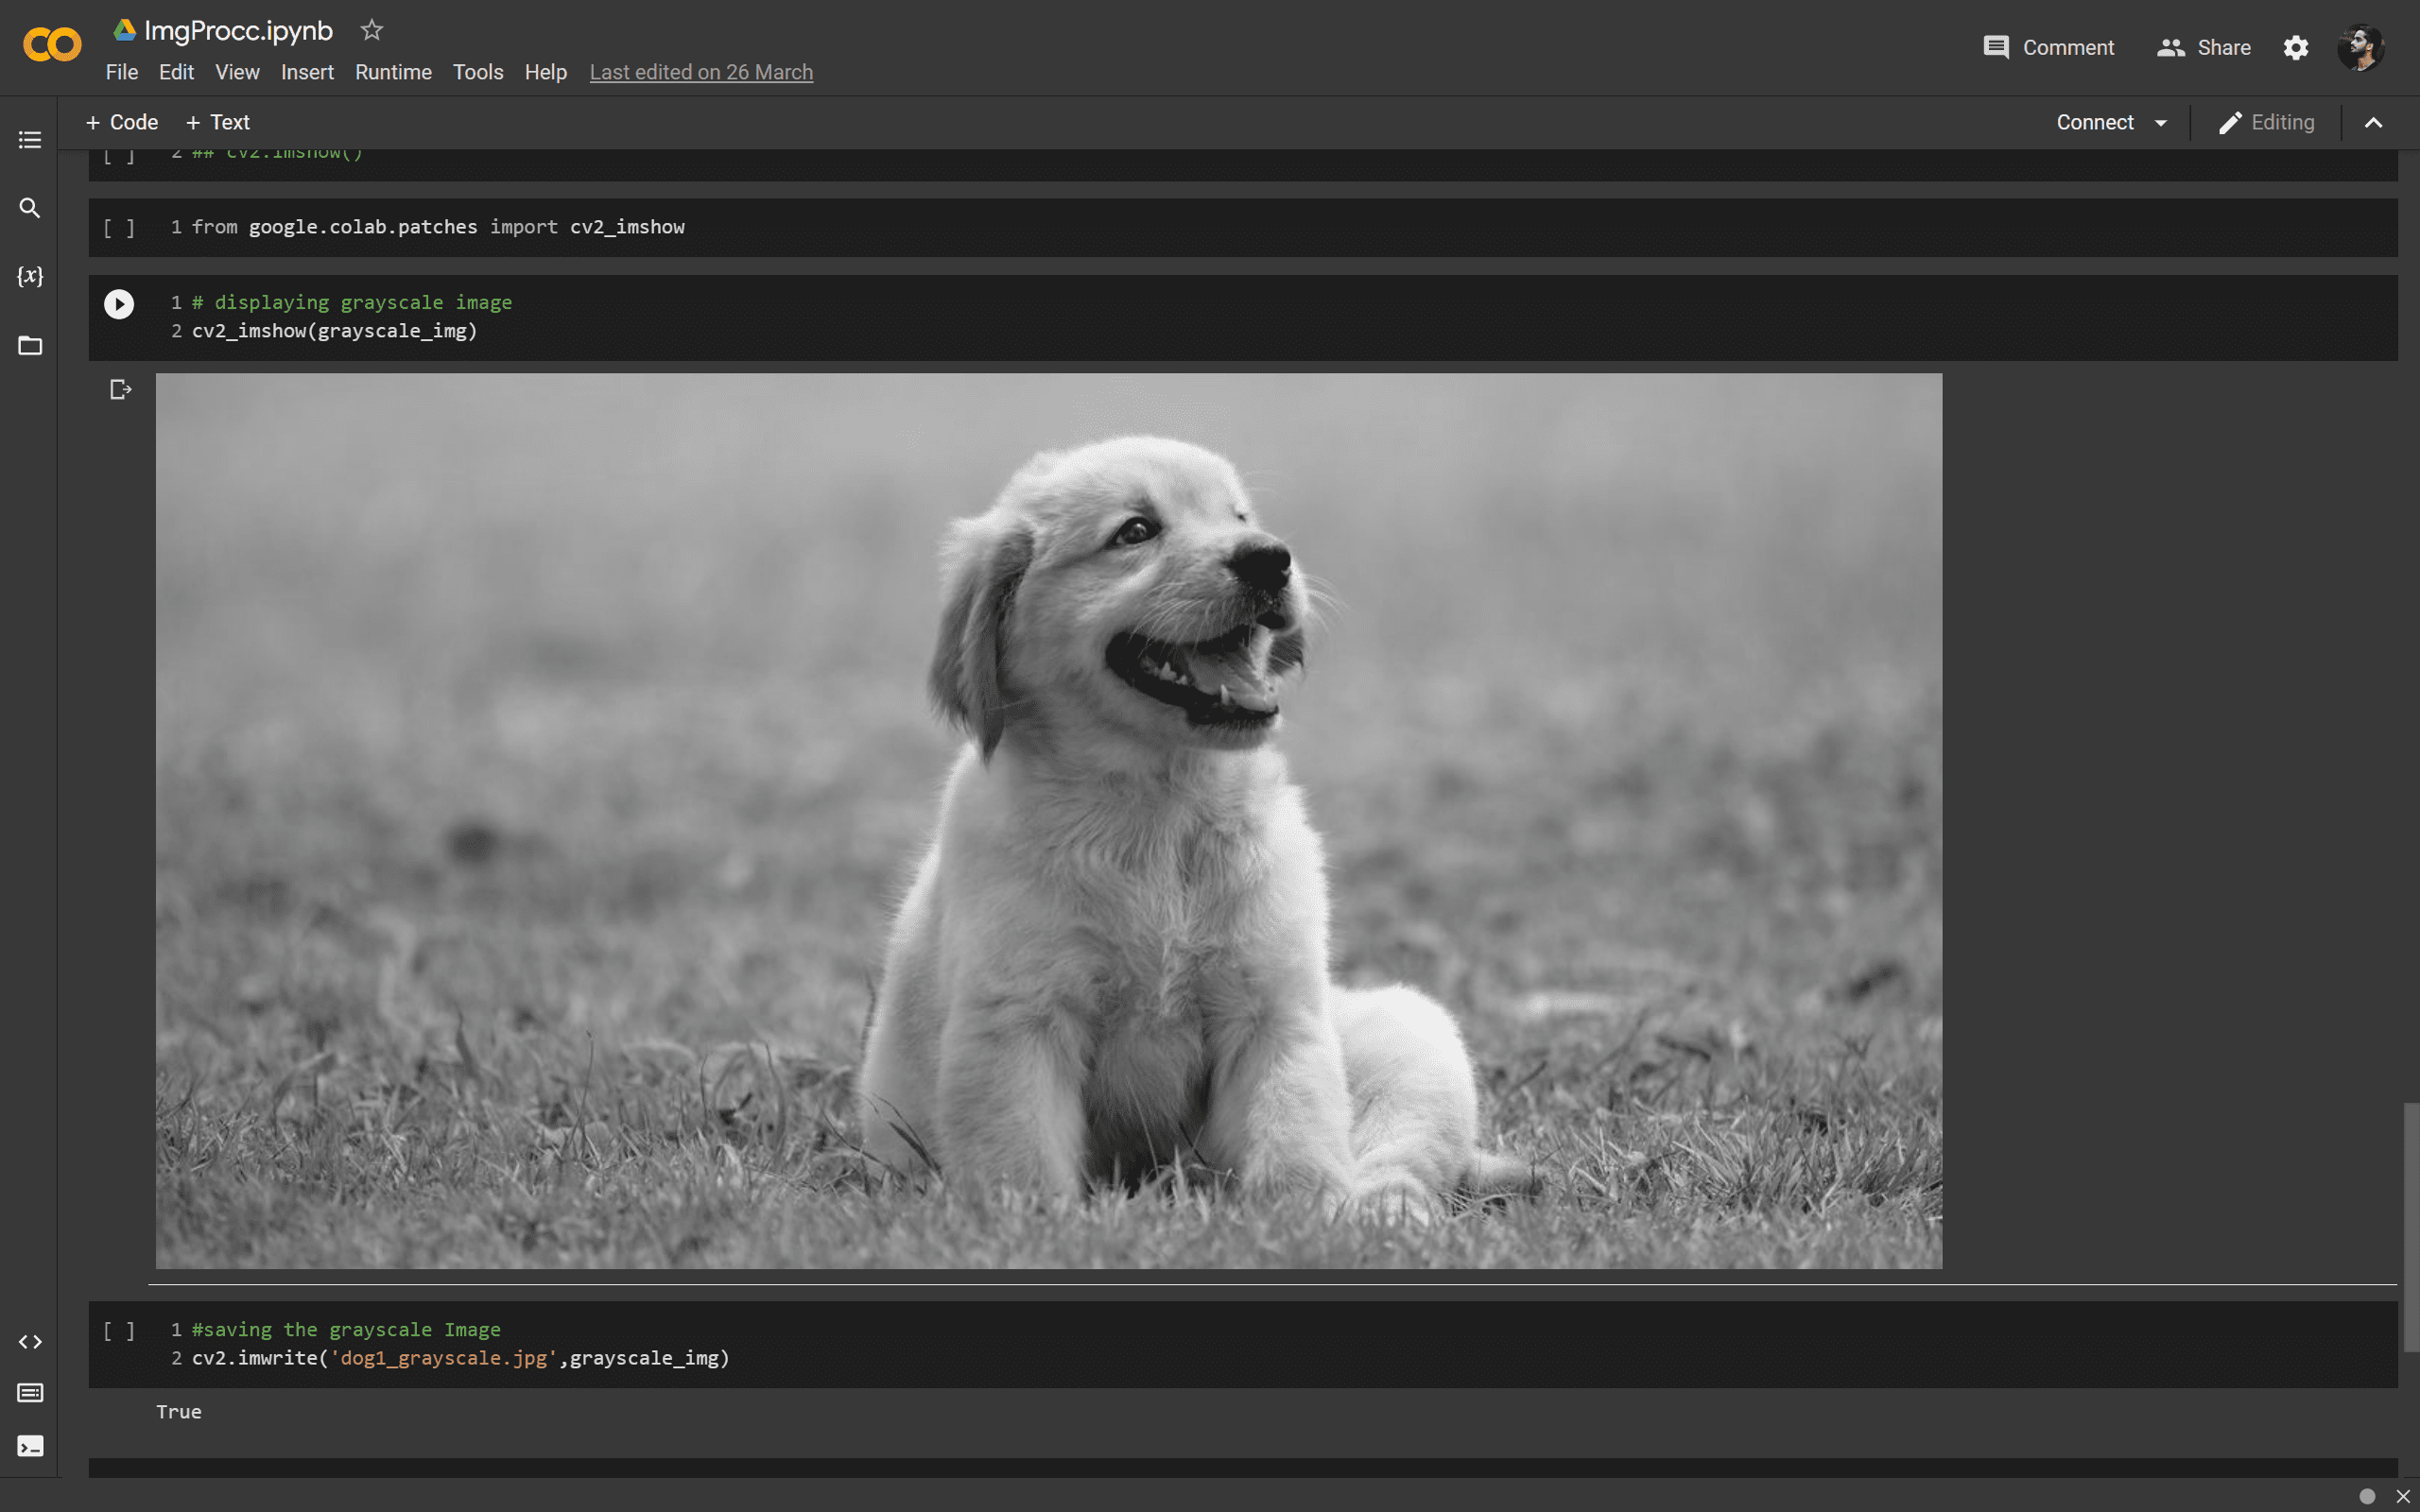 ImgProcc.ipynb
File Edit View Insert Runtime Tools Help Last edited on 26 March
Comment Share
+ Code + Text
Connect Editing
[ ] 2 ## cv2.imshow()
[ ] 1 from google.colab.patches import cv2_imshow
1 # displaying grayscale image
2 cv2_imshow(grayscale_img)
{x}
[ ] 1 #saving the grayscale Image
2 cv2.imwrite('dog1_grayscale.jpg',grayscale_img)
True